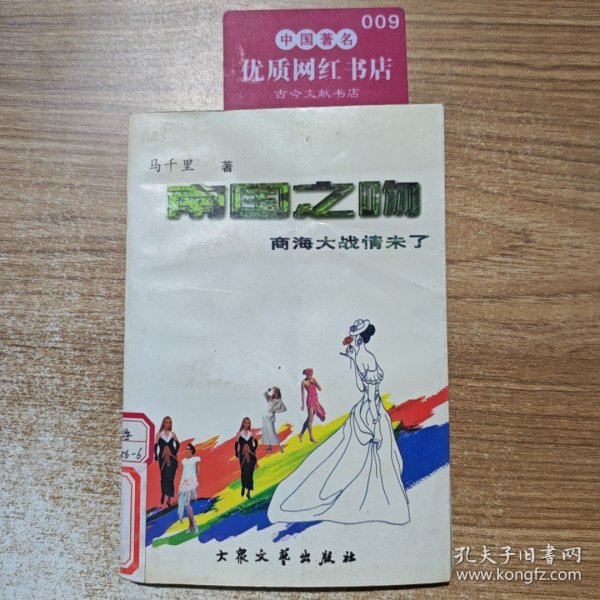 009
中国著名
优质网红书店
古今文献书店
马千里 著
南国之吻
商海大战情未了
大众文艺出版社
孔夫子旧书网
www.kongfz.com